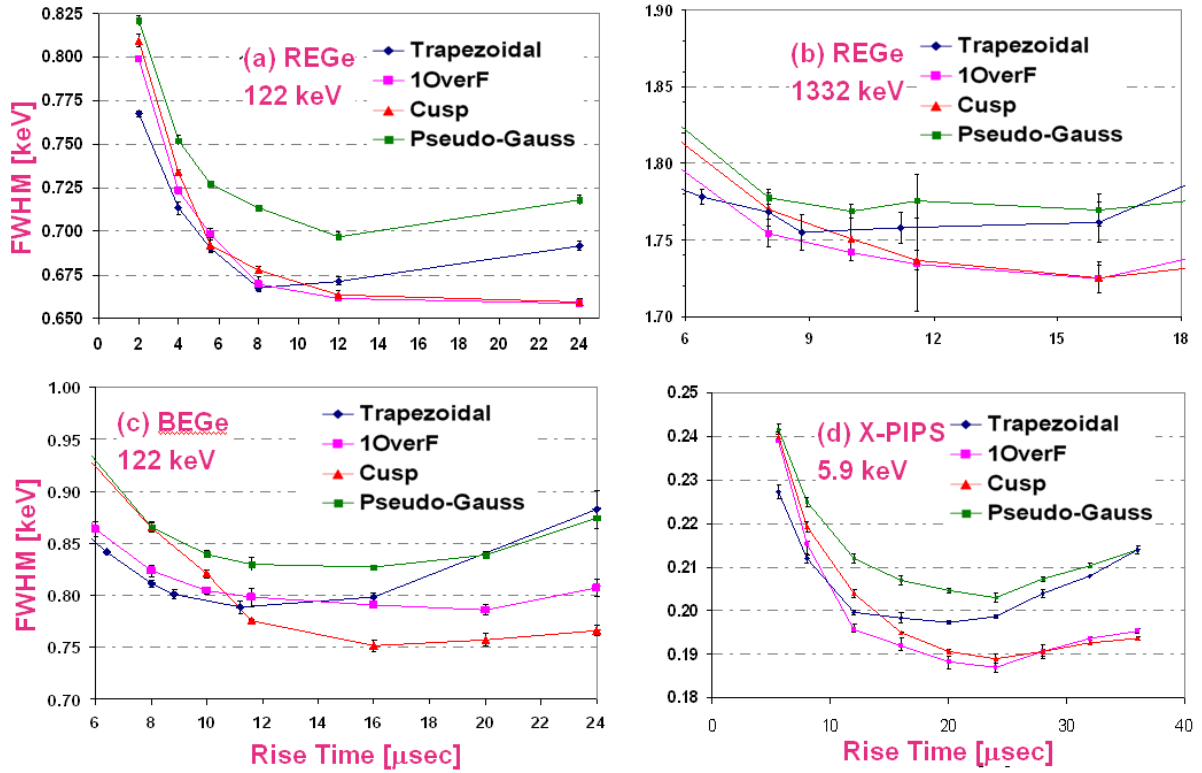 FWHM [keV]
0.825
0.800
0.775
0.750
0.725
0.700
0.675
0.650
0 2 4 6 8 10 12 14 16 18 20 22 24
(a) REGe
122 keV
Trapezoidal
1OverF
Cusp
Pseudo-Gauss
1.90
1.85
1.80
1.75
1.70
6 9 12 15 18
(b) REGe
1332 keV
Trapezoidal
1OverF
Cusp
Pseudo-Gauss
FWHM [keV]
1.00
0.95
0.90
0.85
0.80
0.75
0.70
6 8 10 12 14 16 18 20 22 24
(c) BEGe
122 keV
Trapezoidal
1OverF
Cusp
Pseudo-Gauss
Rise Time [μsec]
0.25
0.24
0.23
0.22
0.21
0.20
0.19
0.18
0 10 20 30 40
(d) X-PIPS
5.9 keV
Trapezoidal
1OverF
Cusp
Pseudo-Gauss
Rise Time [μsec]